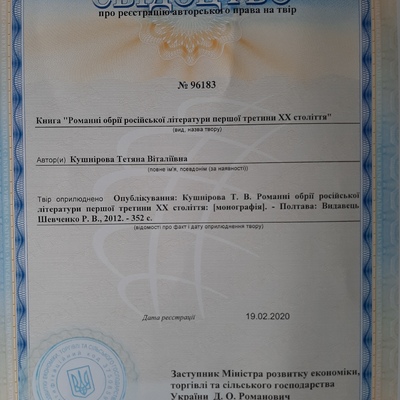 СВІДОЦТВО
про реєстрацію авторського права на твір
№ 96183
Книга "Романні обрії російської літератури першої третини ХХ століття"
(вид, назва твору)
Автор(и) Кушнірова Тетяна Віталіївна
(повне ім'я, псевдонім (за наявності))
Твір оприлюднено Опублікування: Кушнірова Т. В. Романні обрії російської
літератури першої третини ХХ століття: [монографія]. - Полтава: Видавець
Шевченко Р. В., 2012. - 352 с.
(відомості про факт і дату оприлюднення твору)
Дата реєстрації 19.02.2020
Заступник Міністра розвитку економіки,
торгівлі та сільського господарства
України Д. О. Романович